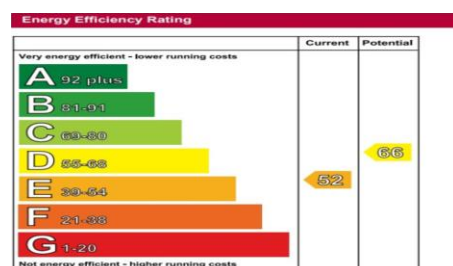 Energy Efficiency Rating
Current Potential
Very energy efficient - lower running costs
A 92 plus
B 81-91
C 69-80
D 55-68
66
E 39-54
52
F 21-38
G 1-20
Not energy efficient - higher running costs